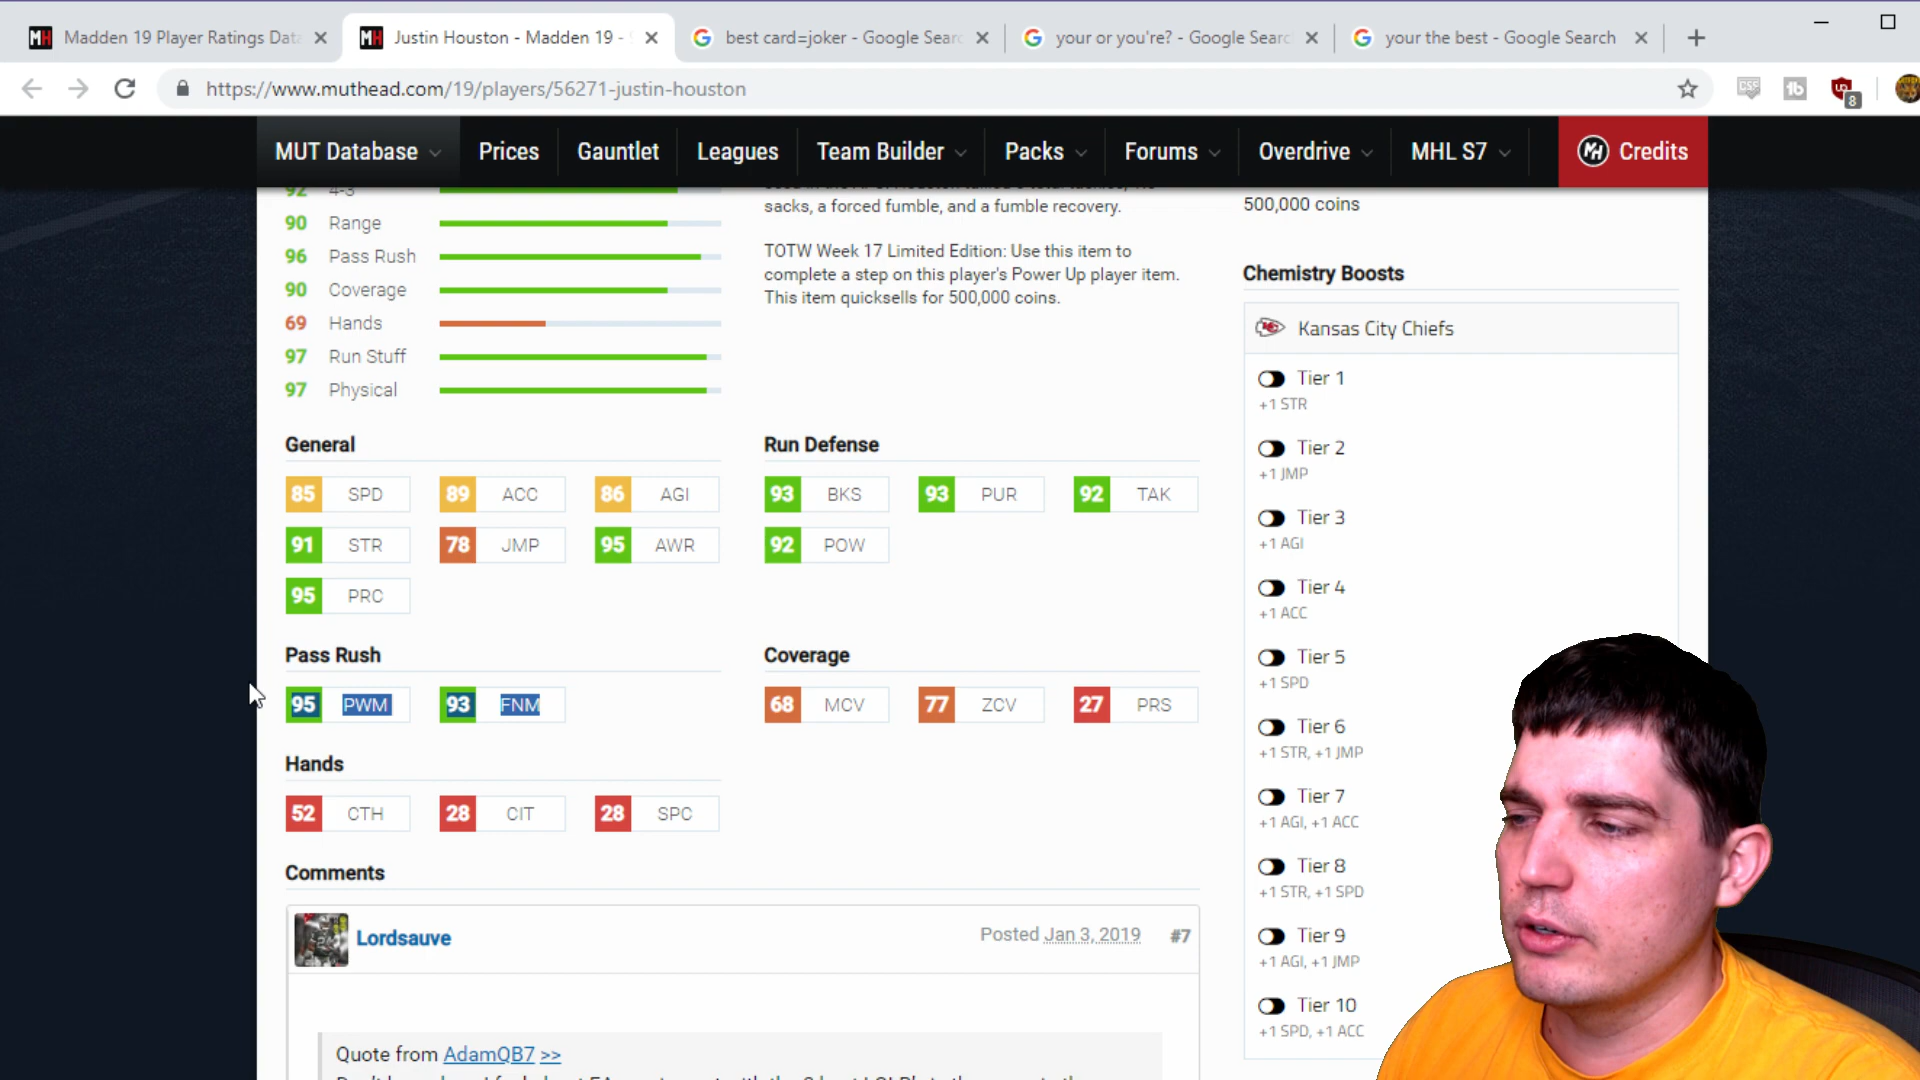 Madden 19 Player Ratings Data
Justin Houston - Madden 19 -
best card=joker - Google Sear
your or you're? - Google Searc
your the best - Google Search
https://www.muthead.com/19/players/56271-justin-houston
8
MUT Database
Prices
Gauntlet
Leagues
Team Builder
Packs
Forums
Overdrive
MHL S7
Credits
92 4-3
90 Range
96 Pass Rush
90 Coverage
69 Hands
97 Run Stuff
97 Physical
sacks, a forced fumble, and a fumble recovery.
TOTW Week 17 Limited Edition: Use this item to
complete a step on this player's Power Up player item.
This item quicksells for 500,000 coins.
500,000 coins
General
85 SPD 89 ACC 86 AGI
91 STR 78 JMP 95 AWR
95 PRC
Run Defense
93 BKS 93 PUR 92 TAK
92 POW
Pass Rush
95 PWM 93 FNM
Coverage
68 MCV 77 ZCV 27 PRS
Hands
52 CTH 28 CIT 28 SPC
Chemistry Boosts
Kansas City Chiefs
Tier 1
+1 STR
Tier 2
+1 JMP
Tier 3
+1 AGI
Tier 4
+1 ACC
Tier 5
+1 SPD
Tier 6
+1 STR, +1 JMP
Tier 7
+1 AGI, +1 ACC
Tier 8
+1 STR, +1 SPD
Tier 9
+1 AGI, +1 JMP
Tier 10
+1 SPD, +1 ACC
Comments
Lordsauve
Posted Jan 3, 2019 #7
Quote from AdamQB7 >>